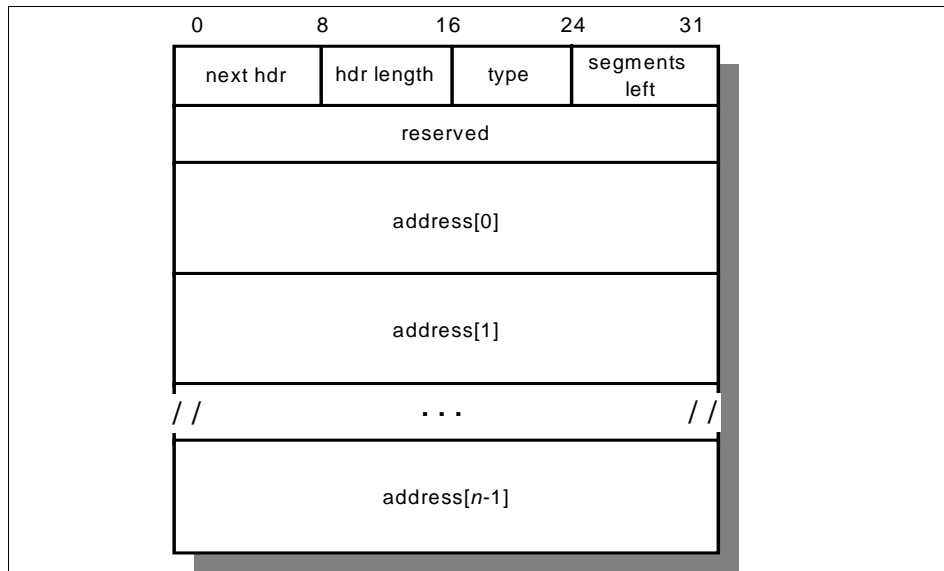 0 8 16 24 31
next hdr hdr length type segments left
reserved
address[0]
address[1]
// ... //
address[n-1]